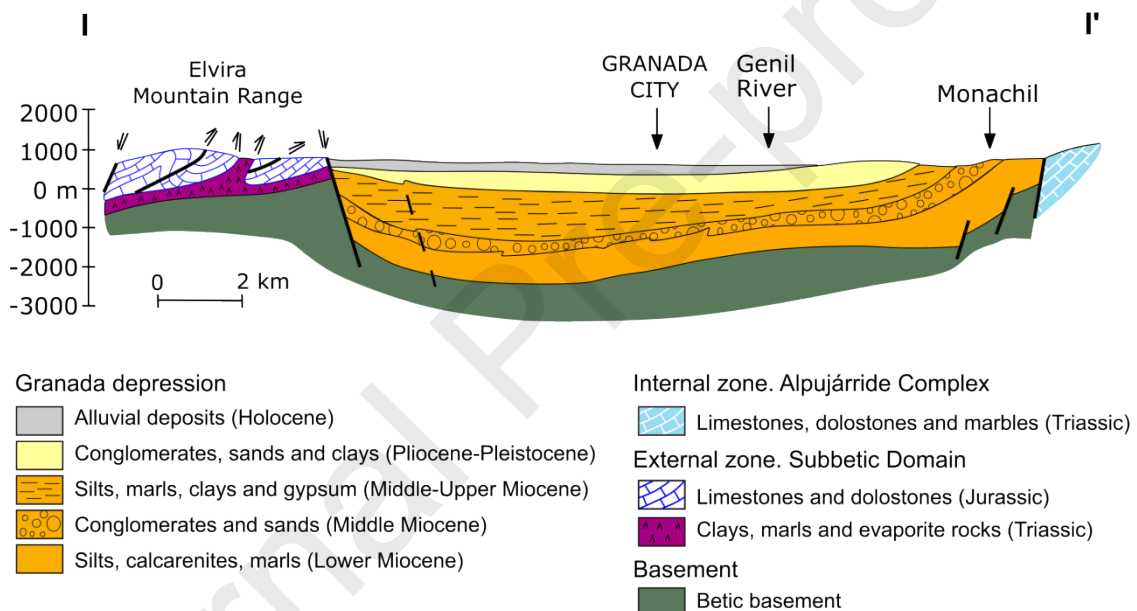 I
I'
Elvira
Mountain Range
GRANADA
CITY
Genil
River
Monachil
2000
1000
0 m
-1000
-2000
-3000
0
2 km
Granada depression
Alluvial deposits (Holocene)
Conglomerates, sands and clays (Pliocene-Pleistocene)
Silts, marls, clays and gypsum (Middle-Upper Miocene)
Conglomerates and sands (Middle Miocene)
Silts, calcarenites, marls (Lower Miocene)
Internal zone. Alpujárride Complex
Limestones, dolostones and marbles (Triassic)
External zone. Subbetic Domain
Limestones and dolostones (Jurassic)
Clays, marls and evaporite rocks (Triassic)
Basement
Betic basement
rnal Pre-pro